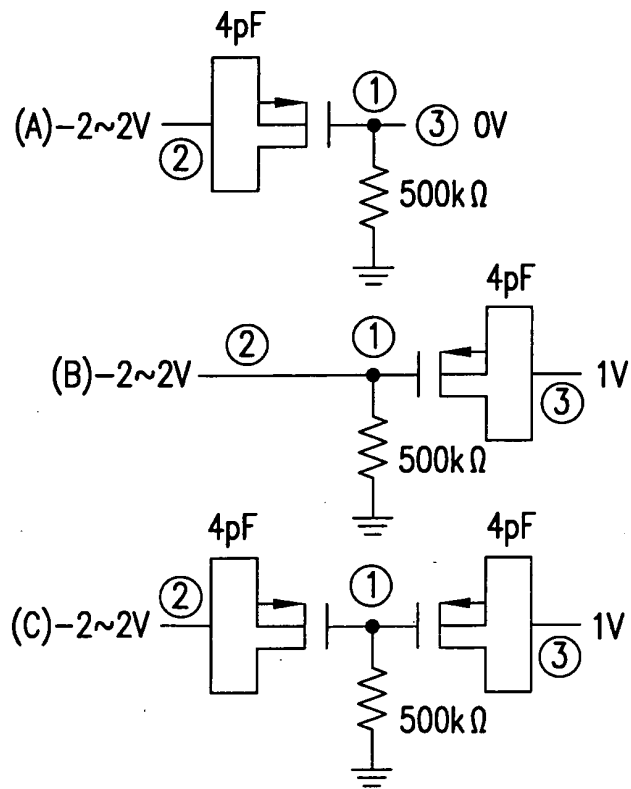 4pF
(A)-2~2V ② ① ③ 0V
500kΩ
4pF
(B)-2~2V ② ① ③ 1V
500kΩ
4pF 4pF
(C)-2~2V ② ① ③ 1V
500kΩ